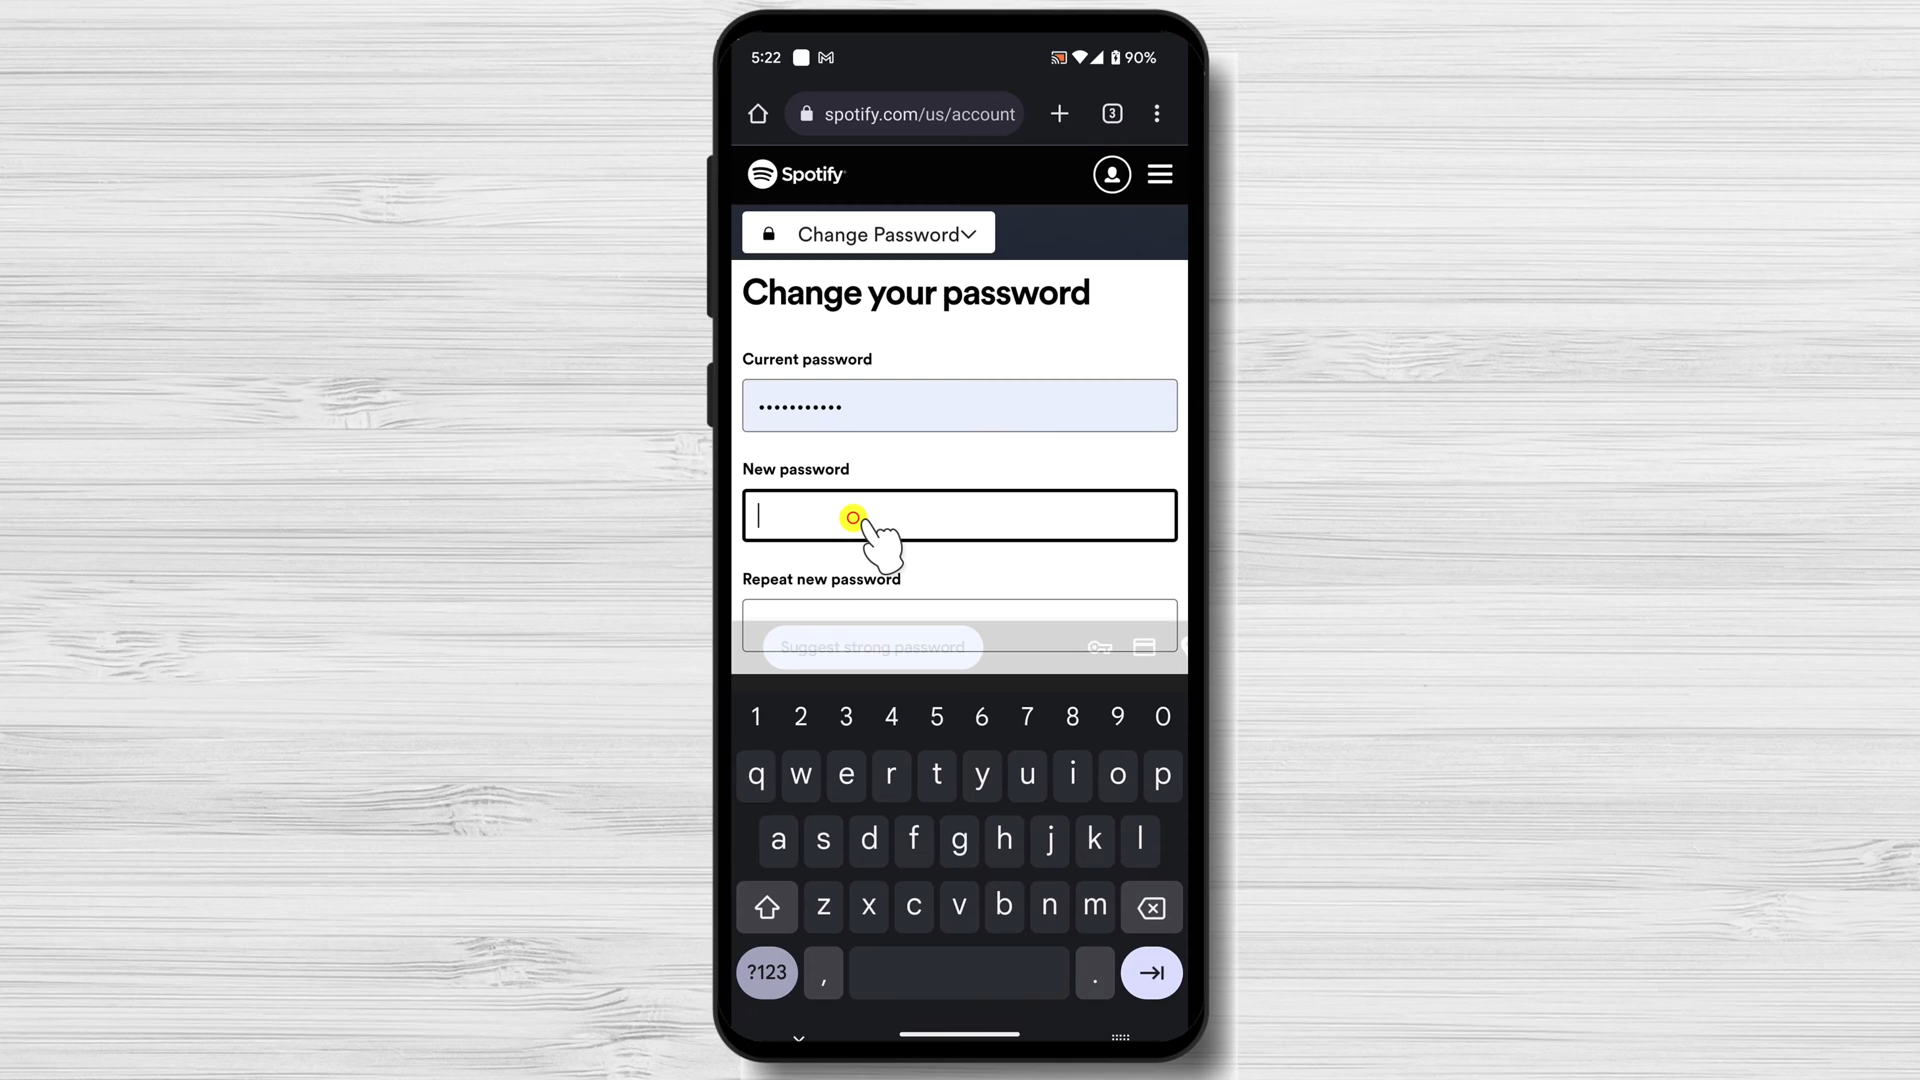 5:22 90%
spotify.com/us/account 3
Spotify
Change Password
Change your password
Current password
•••••••••••
New password
Repeat new password
Suggest strong password
1 2 3 4 5 6 7 8 9 0
q w e r t y u i o p
a s d f g h j k l
z x c v b n m
?123 , .